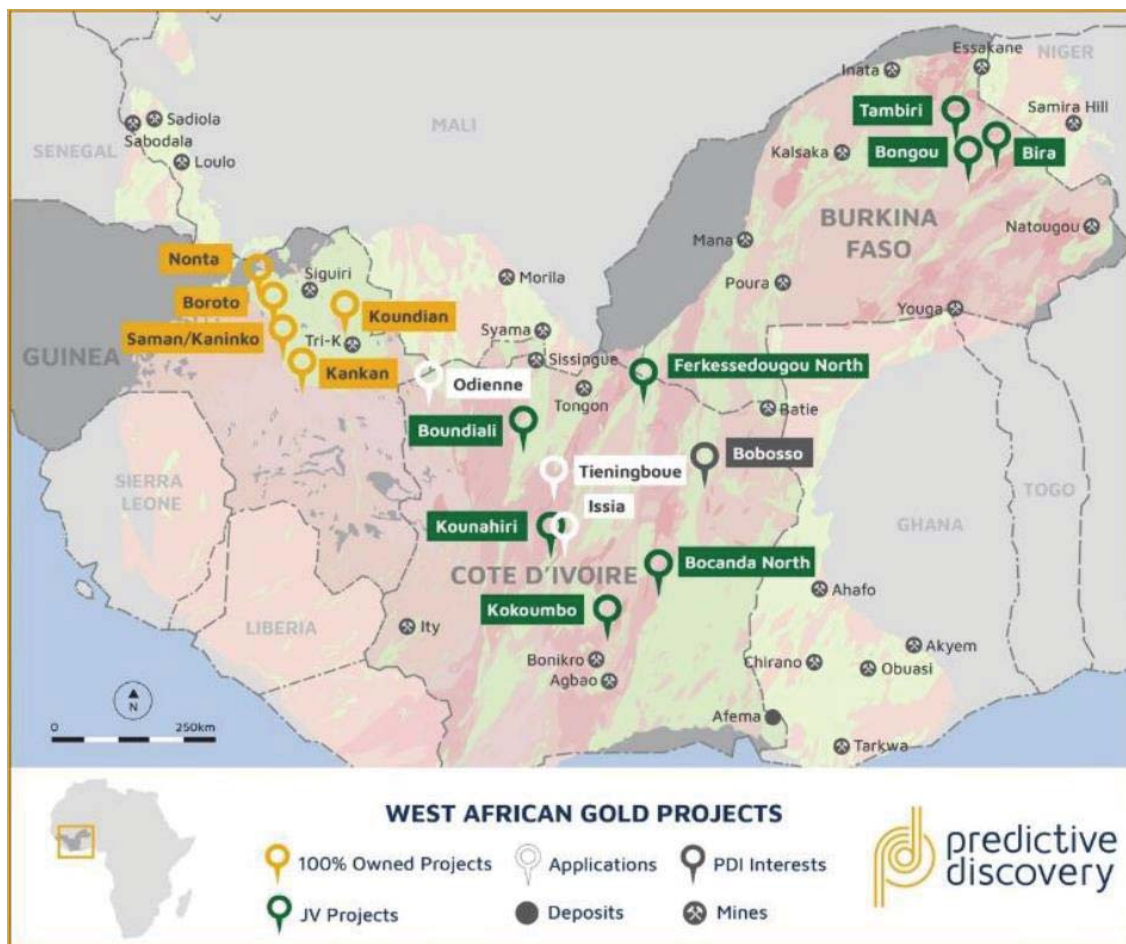 Essakane
NIGER
Inata
Sadiola
MALI
Tambiri
Samira Hill
Sabodala
SENEGAL
Loulo
Kalsaka
Bongou
Bira
BURKINA
FASO
Natougou
Mana
Nonta
Siguiri
Morila
Poura
Boroto
Koundian
Youga
Saman/Kaninko
Syama
Tri-K
GUINEA
Sissingue
Ferkessedougou North
Kankan
Odienne
Tongon
Batie
Boundiali
Bobosso
Tieningboue
SIERRA
LEONE
TOGO
Issia
GHANA
Kounahiri
Bocanda North
COTE D'IVOIRE
Ahafo
Kokoumbo
LIBERIA
Ity
Akyem
Bonikro
Chirano
Obuasi
Agbao
N
Afema
0 250km
Tarkwa
WEST AFRICAN GOLD PROJECTS
100% Owned Projects
Applications
PDI Interests
JV Projects
Deposits
Mines
predictive
discovery